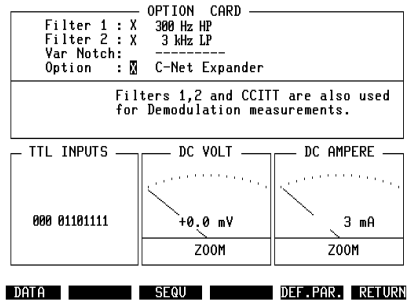 OPTION CARD
Filter 1 : X 300 Hz HP
Filter 2 : X 3 kHz LP
Var Notch: ---------
Option : X C-Net Expander
Filters 1,2 and CCITT are also used
for Demodulation measurements.
TTL INPUTS
000 01101111
DC VOLT
+0.0 mV
ZOOM
DC AMPERE
3 mA
ZOOM
DATA SEQU DEF.PAR. RETURN